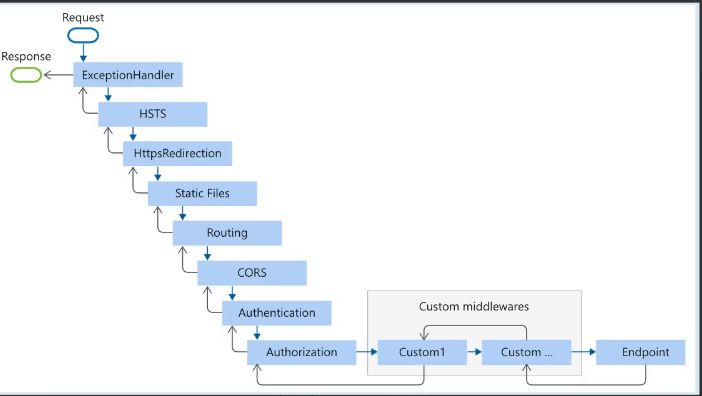 Request
Response
ExceptionHandler
HSTS
HttpsRedirection
Static Files
Routing
CORS
Authentication
Custom middlewares
Authorization
Custom1
Custom ...
Endpoint